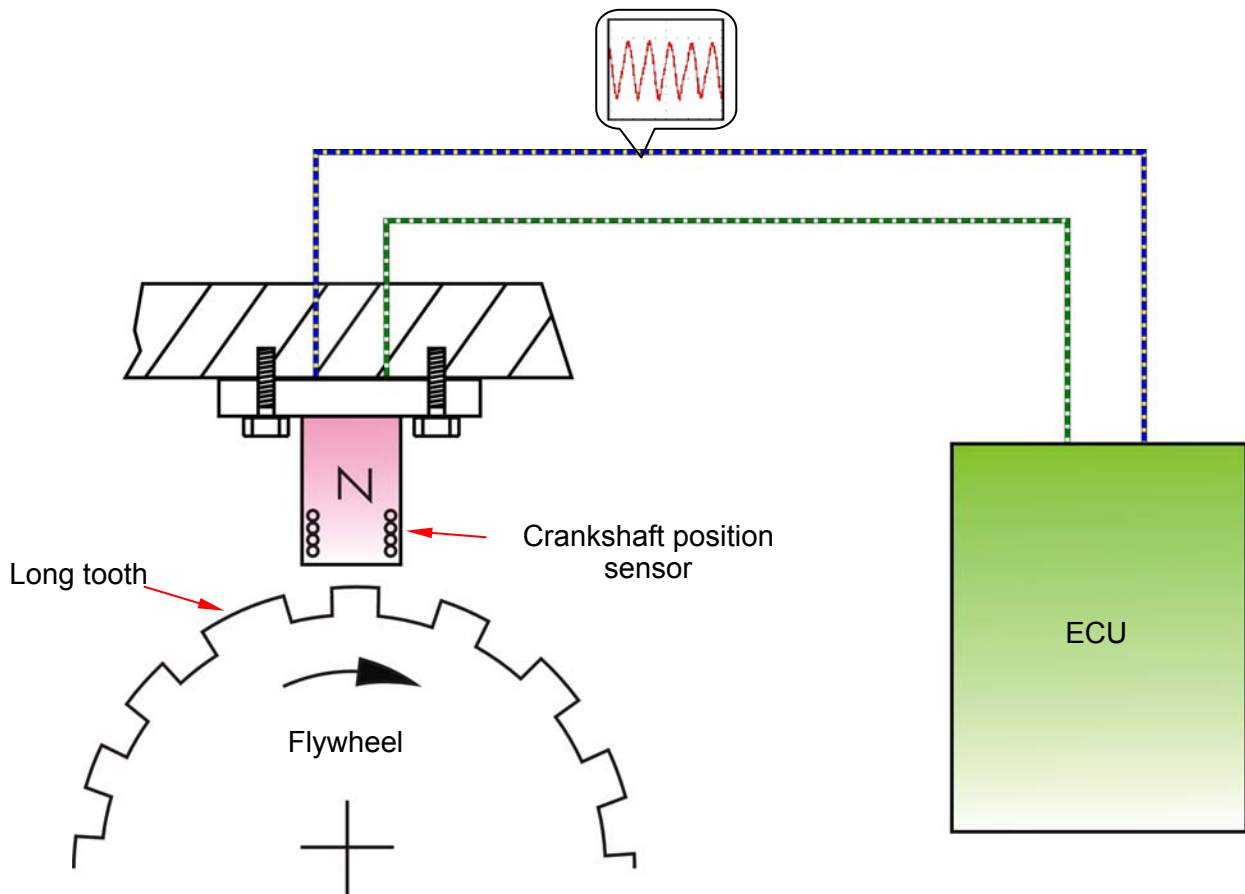 N
Crankshaft position
sensor
Long tooth
ECU
Flywheel